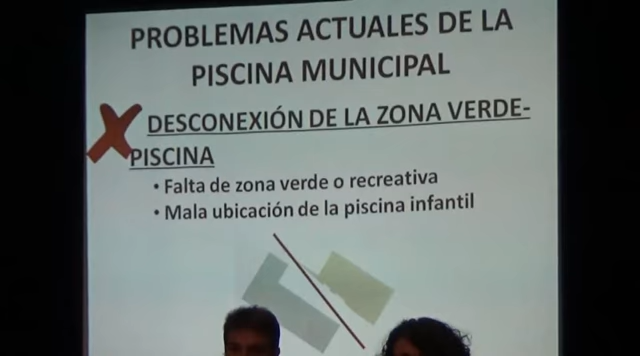 PROBLEMAS ACTUALES DE LA
PISCINA MUNICIPAL
DESCONEXIÓN DE LA ZONA VERDE-
PISCINA
• Falta de zona verde o recreativa
• Mala ubicación de la piscina infantil